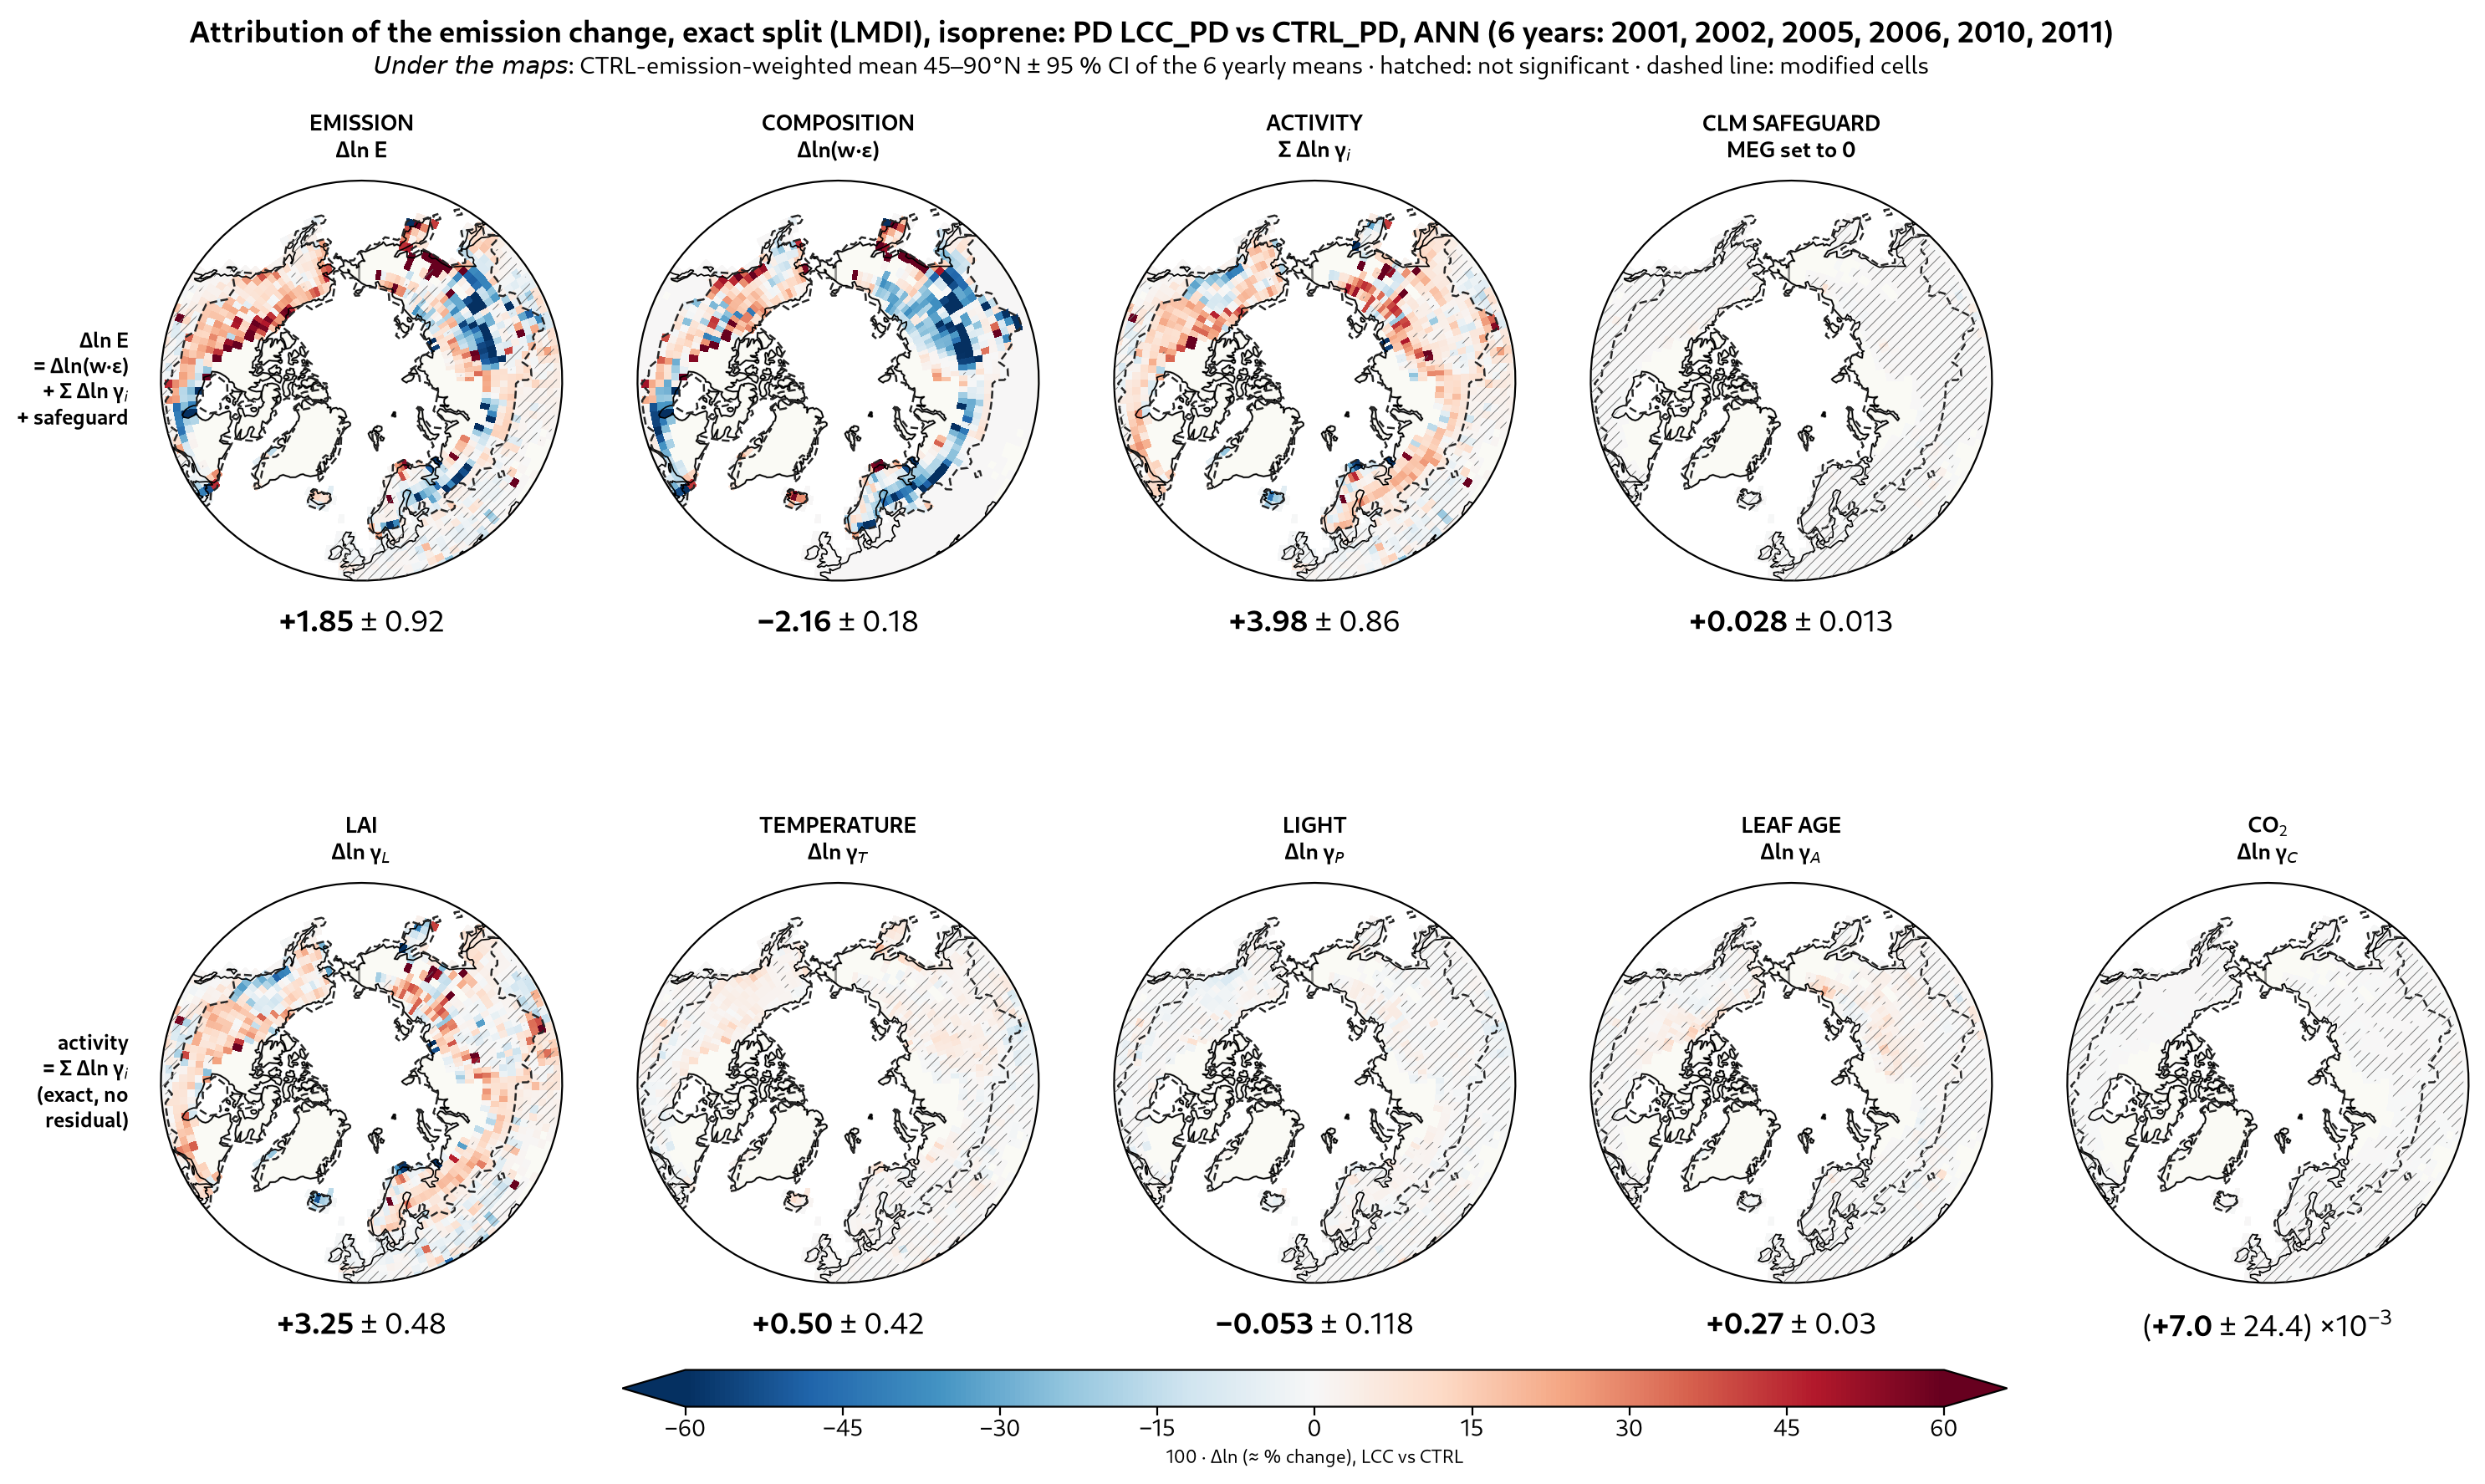 Attribution of the emission change, exact split (LMDI), isoprene: PD LCC_PD vs CTRL_PD, ANN (6 years: 2001, 2002, 2005, 2006, 2010, 2011)
Under the maps: CTRL-emission-weighted mean 45–90°N ± 95 % CI of the 6 yearly means · hatched: not significant · dashed line: modified cells
EMISSION
Δln E
COMPOSITION
Δln(w·ε)
ACTIVITY
Σ Δln γᵢ
CLM SAFEGUARD
MEG set to 0
Δln E
= Δln(w·ε)
+ Σ Δln γᵢ
+ safeguard
+1.85 ± 0.92
−2.16 ± 0.18
+3.98 ± 0.86
+0.028 ± 0.013
LAI
Δln γ_L
TEMPERATURE
Δln γ_T
LIGHT
Δln γ_P
LEAF AGE
Δln γ_A
CO₂
Δln γ_C
activity
= Σ Δln γᵢ
(exact, no
residual)
+3.25 ± 0.48
+0.50 ± 0.42
−0.053 ± 0.118
+0.27 ± 0.03
(+7.0 ± 24.4) ×10⁻³
−60 −45 −30 −15 0 15 30 45 60
100 · Δln (≈ % change), LCC vs CTRL